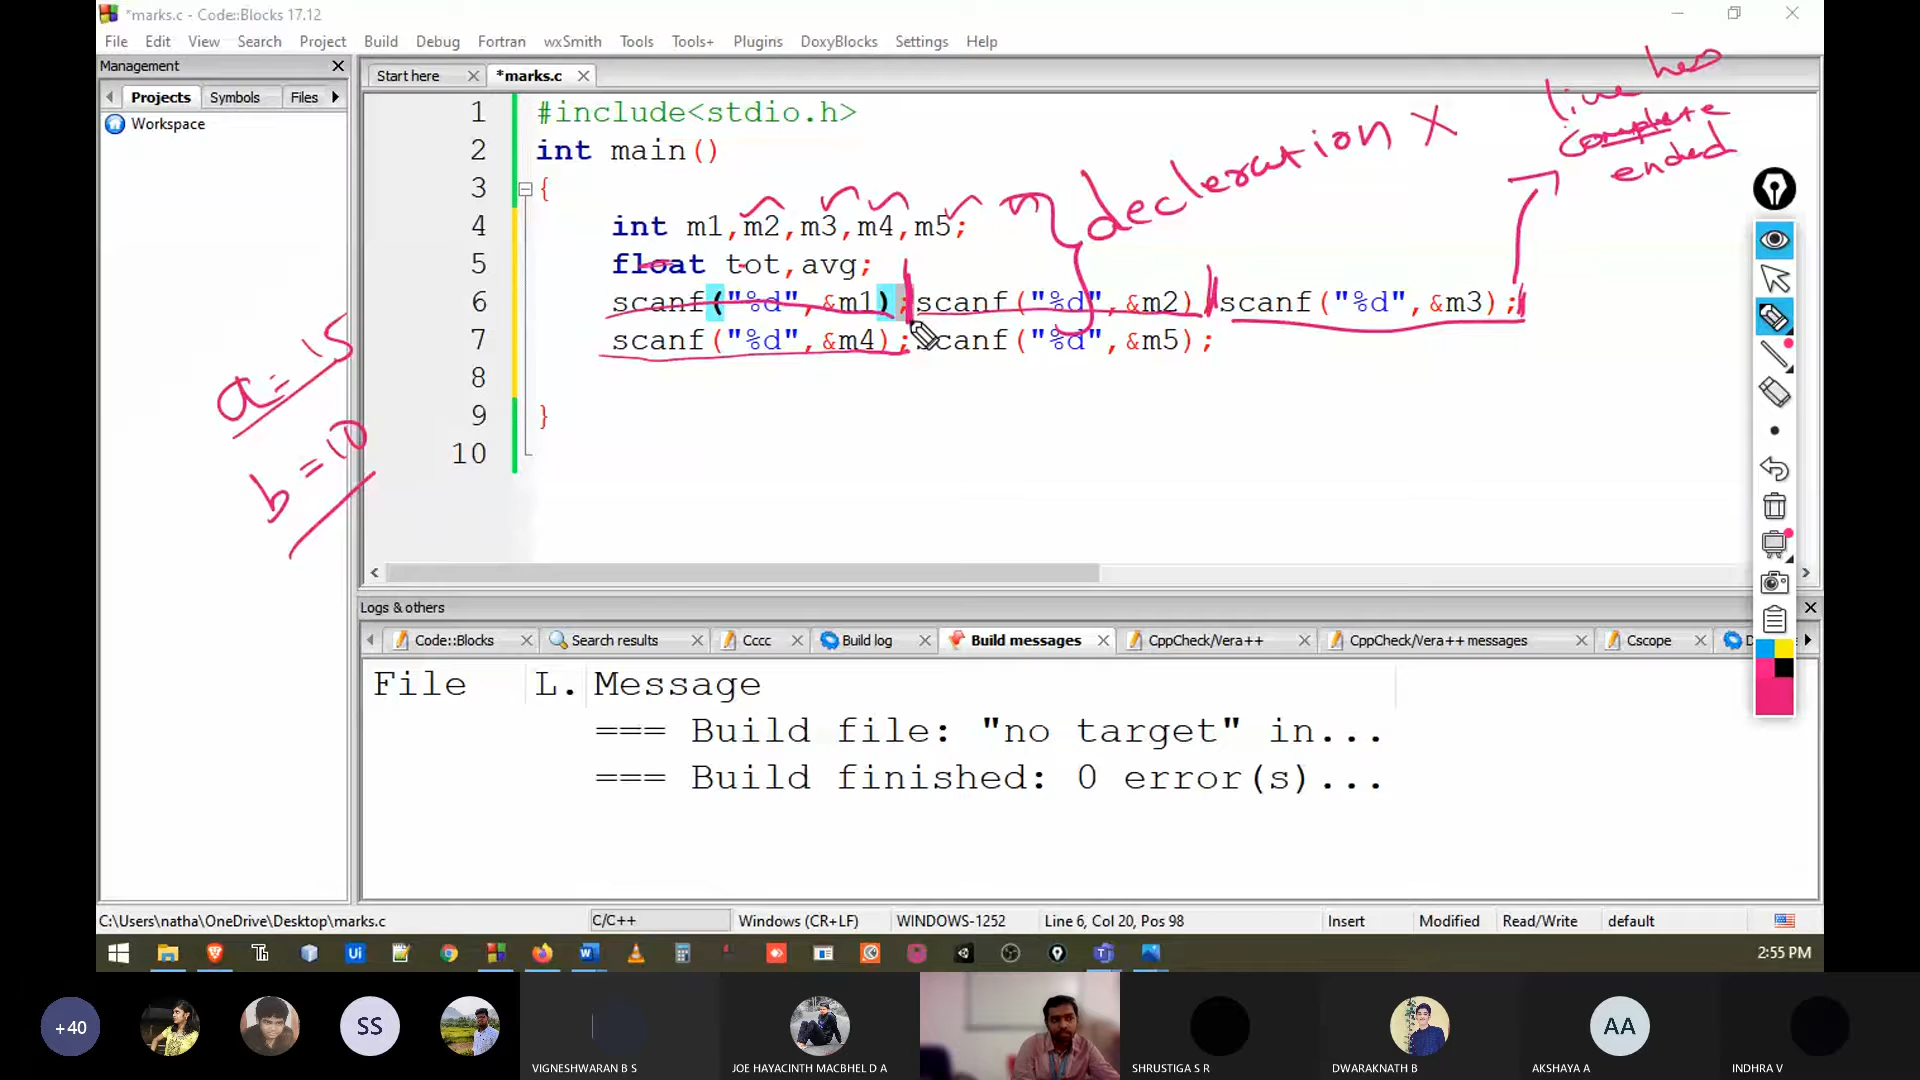 *marks.c - Code::Blocks 17.12
File Edit View Search Project Build Debug Fortran wxSmith Tools Tools+ Plugins DoxyBlocks Settings Help
Management
Projects Symbols Files
Workspace
Start here *marks.c
1 #include<stdio.h>
2 int main()
3 {
4 int m1,m2,m3,m4,m5;
5 float tot,avg;
6 scanf("%d",&m1);scanf("%d",&m2);scanf("%d",&m3);
7 scanf("%d",&m4);scanf("%d",&m5);
8
9 }
10
decleration X
line has
complete
ended
a=15
b=10
Logs & others
Code::Blocks Search results Cccc Build log Build messages CppCheck/Vera++ CppCheck/Vera++ messages Cscope
File L. Message
=== Build file: "no target" in...
=== Build finished: 0 error(s)...
C:\Users\natha\OneDrive\Desktop\marks.c C/C++ Windows (CR+LF) WINDOWS-1252 Line 6, Col 20, Pos 98 Insert Modified Read/Write default
2:55 PM
+40 SS AA
VIGNESHWARAN B S JOE HAYACINTH MACBHEL D A SHRUSTIGA S R DWARAKNATH B AKSHAYA A INDHRA V